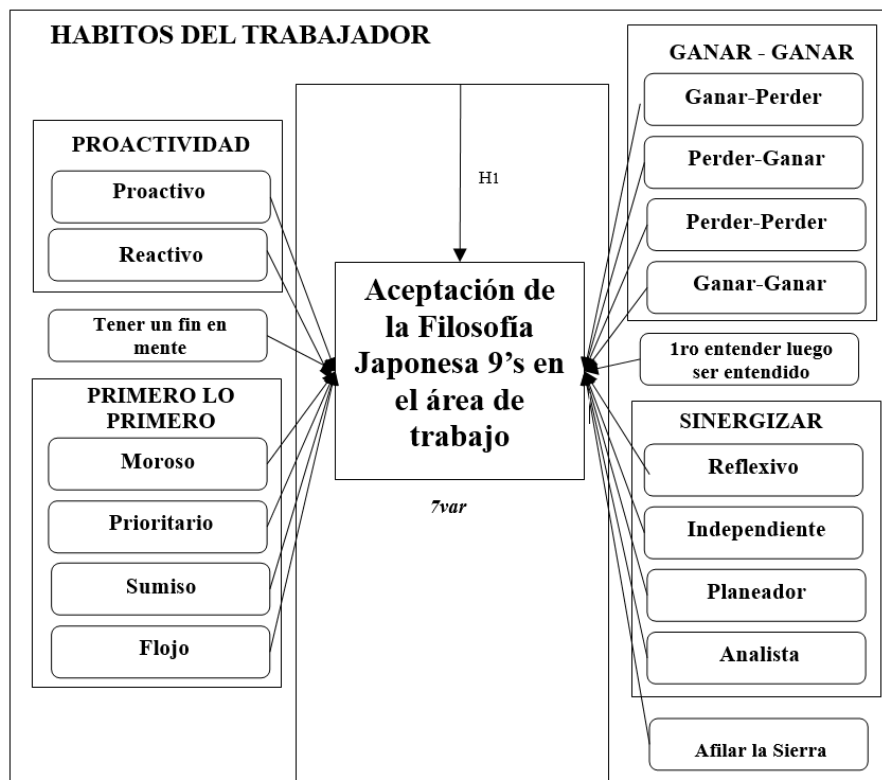 HABITOS DEL TRABAJADOR
PROACTIVIDAD
Proactivo
Reactivo
Tener un fin en
mente
PRIMERO LO
PRIMERO
Moroso
Prioritario
Sumiso
Flojo
H1
Aceptación de
la Filosofía
Japonesa 9’s en
el área de
trabajo
7var
GANAR - GANAR
Ganar-Perder
Perder-Ganar
Perder-Perder
Ganar-Ganar
1ro entender luego
ser entendido
SINERGIZAR
Reflexivo
Independiente
Planeador
Analista
Afilar la Sierra